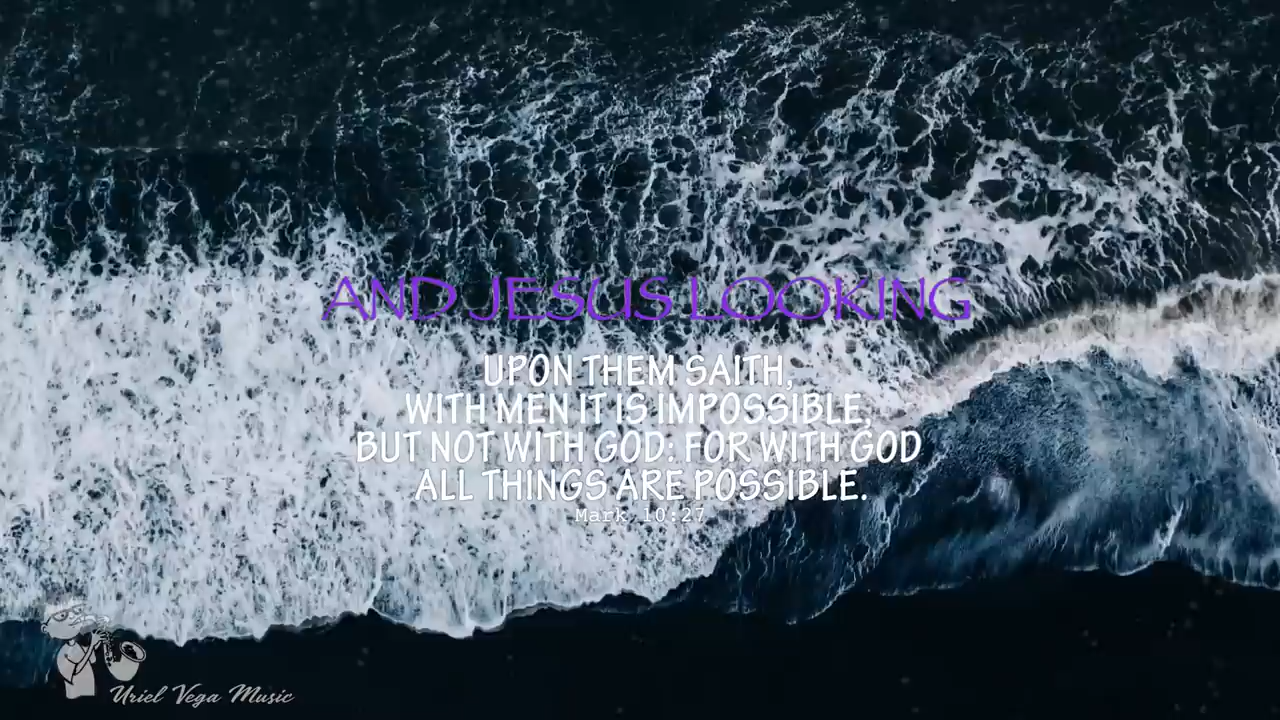 AND JESUS LOOKING
UPON THEM SAITH,
WITH MEN IT IS IMPOSSIBLE,
BUT NOT WITH GOD: FOR WITH GOD
ALL THINGS ARE POSSIBLE.
Mark 10:27
Uriel Vega Music